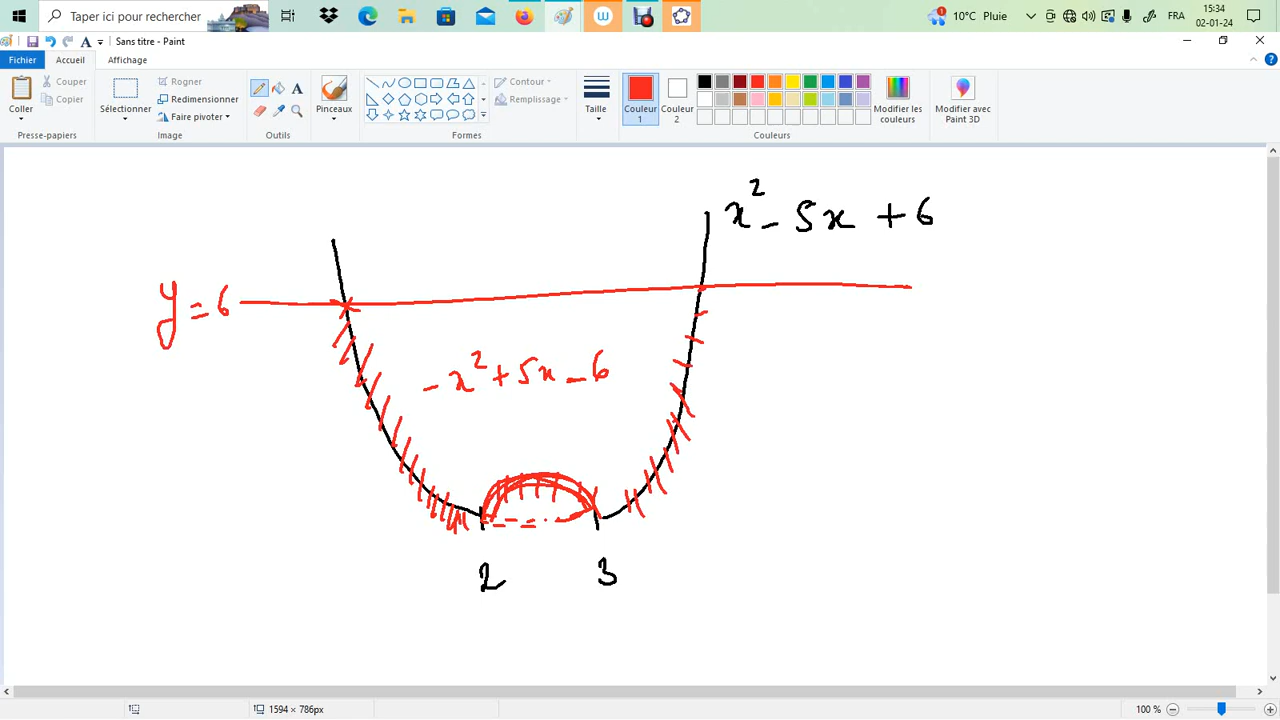 Taper ici pour rechercher
10°C Pluie
FRA
15:34
02-01-24
Sans titre - Paint
Fichier
Accueil
Affichage
Coller
Couper
Copier
Presse-papiers
Sélectionner
Rogner
Redimensionner
Faire pivoter
Image
A
Outils
Pinceaux
Contour
Remplissage
Formes
Taille
Couleur
1
Couleur
2
Modifier les
couleurs
Couleurs
Modifier avec
Paint 3D
x² - 5x + 6
y = 6
- x² + 5x - 6
2 3
1594 × 786px
100 %